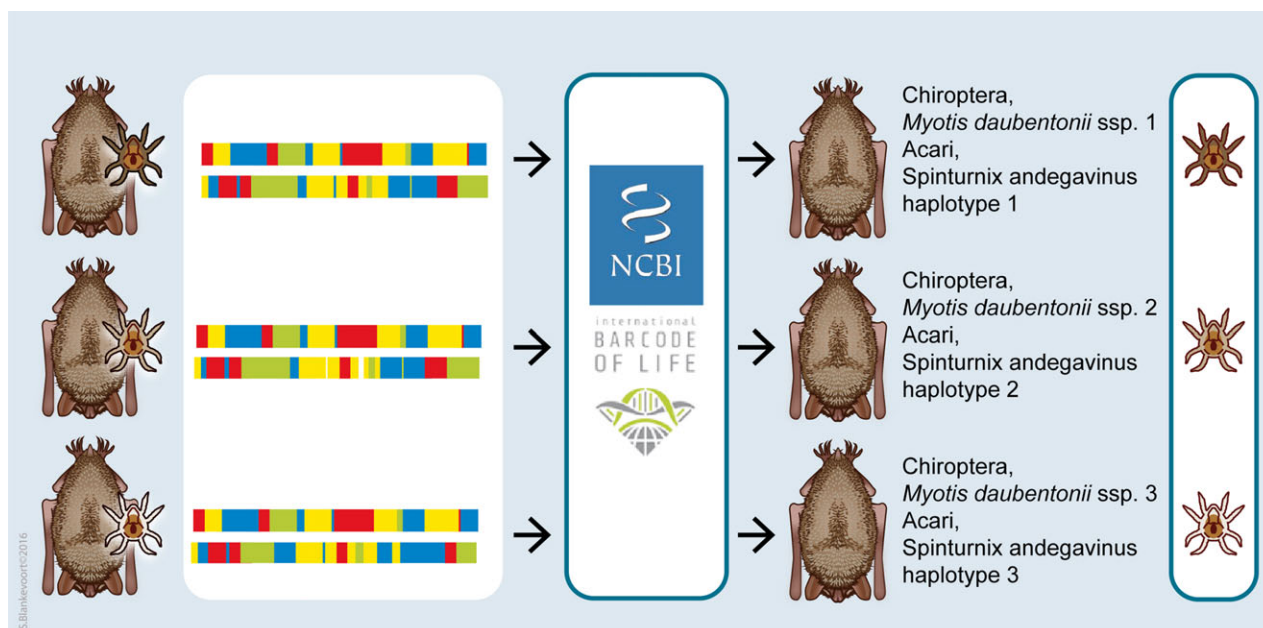 Chiroptera,
Myotis daubentonii ssp. 1
Acari,
Spinturnix andegavinus
haplotype 1
NCBI
international
BARCODE
OF LIFE
Chiroptera,
Myotis daubentonii ssp. 2
Acari,
Spinturnix andegavinus
haplotype 2
Chiroptera,
Myotis daubentonii ssp. 3
Acari,
Spinturnix andegavinus
haplotype 3
S.Blankevoort©2016